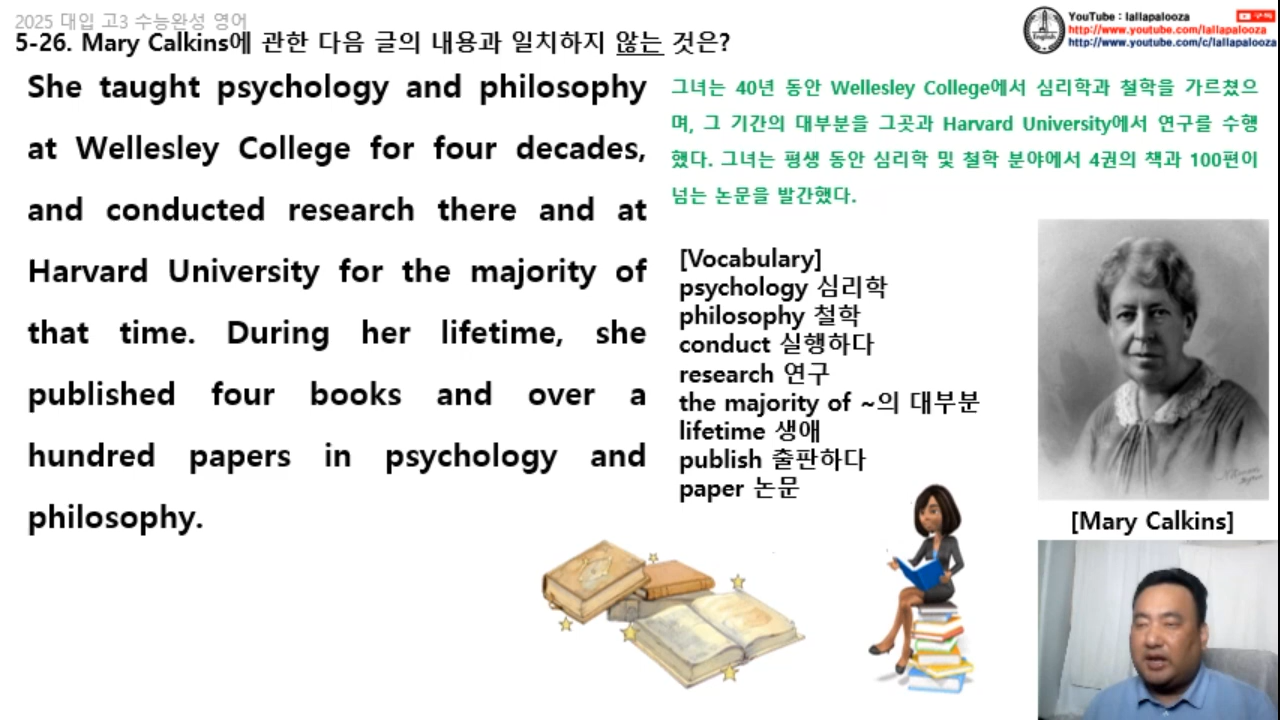 2025 대입 고3 수능완성 영어
5-26. Mary Calkins에 관한 다음 글의 내용과 일치하지 않는 것은?
YouTube : lallapalooza
구독
http://www.youtube.com/lallapalooza
http://www.youtube.com/c/lallapalooza
English
She taught psychology and philosophy
at Wellesley College for four decades,
and conducted research there and at
Harvard University for the majority of
that time. During her lifetime, she
published four books and over a
hundred papers in psychology and
philosophy.
그녀는 40년 동안 Wellesley College에서 심리학과 철학을 가르쳤으
며, 그 기간의 대부분을 그곳과 Harvard University에서 연구를 수행
했다. 그녀는 평생 동안 심리학 및 철학 분야에서 4권의 책과 100편이
넘는 논문을 발간했다.
[Vocabulary]
psychology 심리학
philosophy 철학
conduct 실행하다
research 연구
the majority of ~의 대부분
lifetime 생애
publish 출판하다
paper 논문
[Mary Calkins]